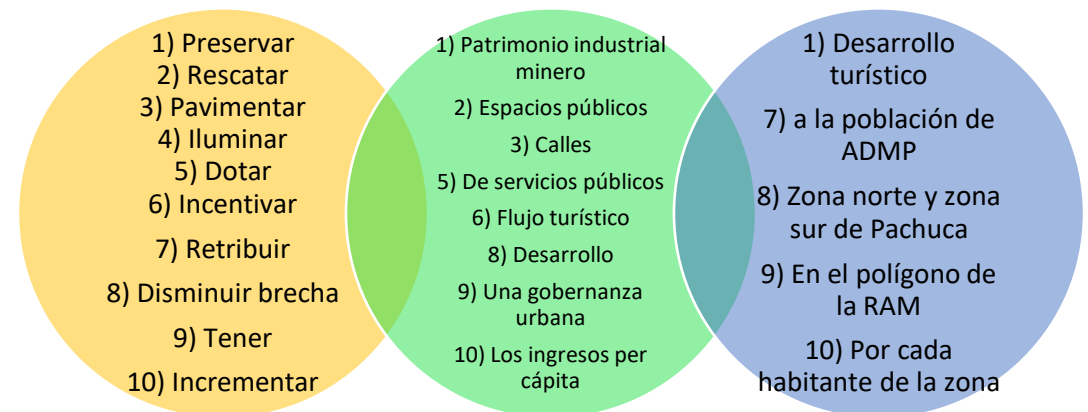 1) Preservar
2) Rescatar
3) Pavimentar
4) Iluminar
5) Dotar
6) Incentivar
7) Retribuir
8) Disminuir brecha
9) Tener
10) Incrementar
1) Patrimonio industrial
minero
2) Espacios públicos
3) Calles
5) De servicios públicos
6) Flujo turístico
8) Desarrollo
9) Una gobernanza
urbana
10) Los ingresos per
cápita
1) Desarrollo
turístico
7) a la población de
ADMP
8) Zona norte y zona
sur de Pachuca
9) En el polígono de
la RAM
10) Por cada
habitante de la zona